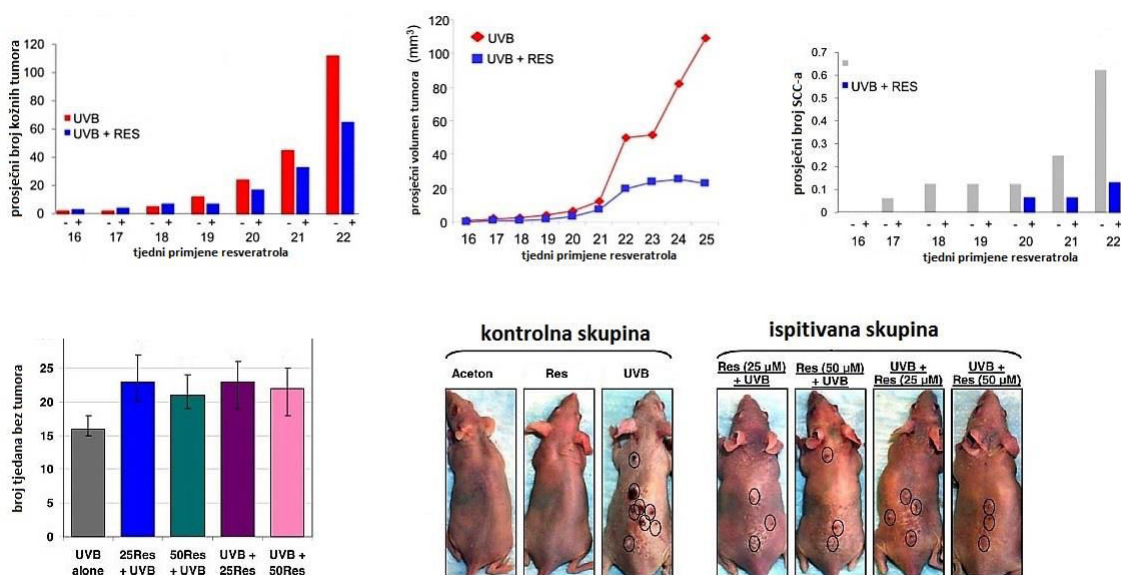 prosječni broj kožnih tumora
120
100
80
60
40
20
0
UVB
UVB + RES
- + - + - + - + - + - + - +
16 17 18 19 20 21 22
tjedni primjene resveratrola
prosječni volumen tumora (mm³)
120
100
80
60
40
20
0
UVB
UVB + RES
16 17 18 19 20 21 22 23 24 25
tjedni primjene resveratrola
prosječni broj SCC-a
0.7
0.6
0.5
0.4
0.3
0.2
0.1
0
UVB + RES
- + - + - + - + - + - + - +
16 17 18 19 20 21 22
tjedni primjene resveratrola
broj tjedana bez tumora
25
20
15
10
5
0
UVB
alone
25Res
+ UVB
50Res
+ UVB
UVB +
25Res
UVB +
50Res
kontrolna skupina
Aceton
Res
UVB
ispitivana skupina
Res (25 µM)
+ UVB
Res (50 µM)
+ UVB
UVB +
Res (25 µM)
UVB +
Res (50 µM)